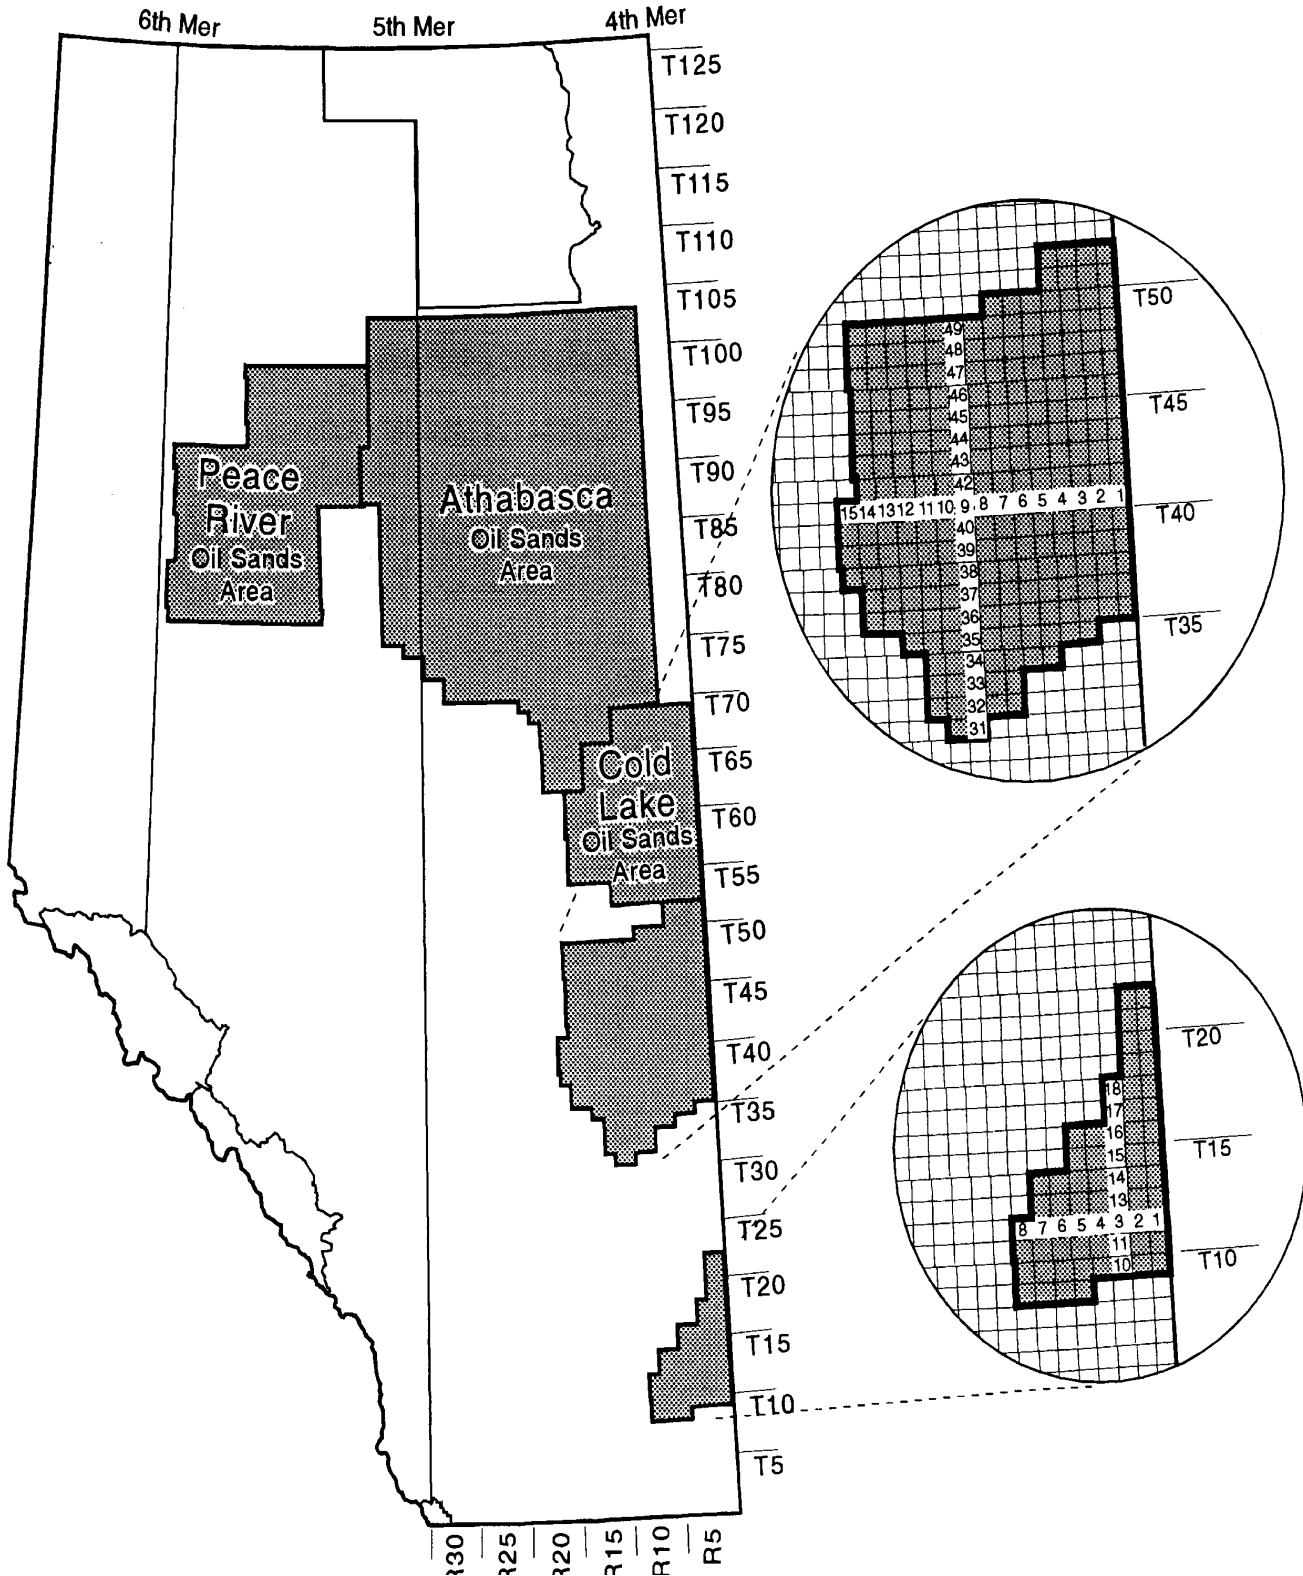 6th Mer
5th Mer
4th Mer
T125
T120
T115
T110
T105
T100
T95
T90
T85
T80
T75
T70
T65
T60
T55
T50
T45
T40
T35
T30
T25
T20
T15
T10
T5
Peace
River
Oil Sands
Area
Athabasca
Oil Sands
Area
Cold
Lake
Oil Sands
Area
R30
R25
R20
R15
R10
R5
T50
T45
T40
T35
49
48
47
46
45
44
43
42
15 14 13 12 11 10 9 8 7 6 5 4 3 2 1
40
39
38
37
36
35
34
33
32
31
T20
T15
T10
18
17
16
15
14
13
8 7 6 5 4 3 2 1
11
10